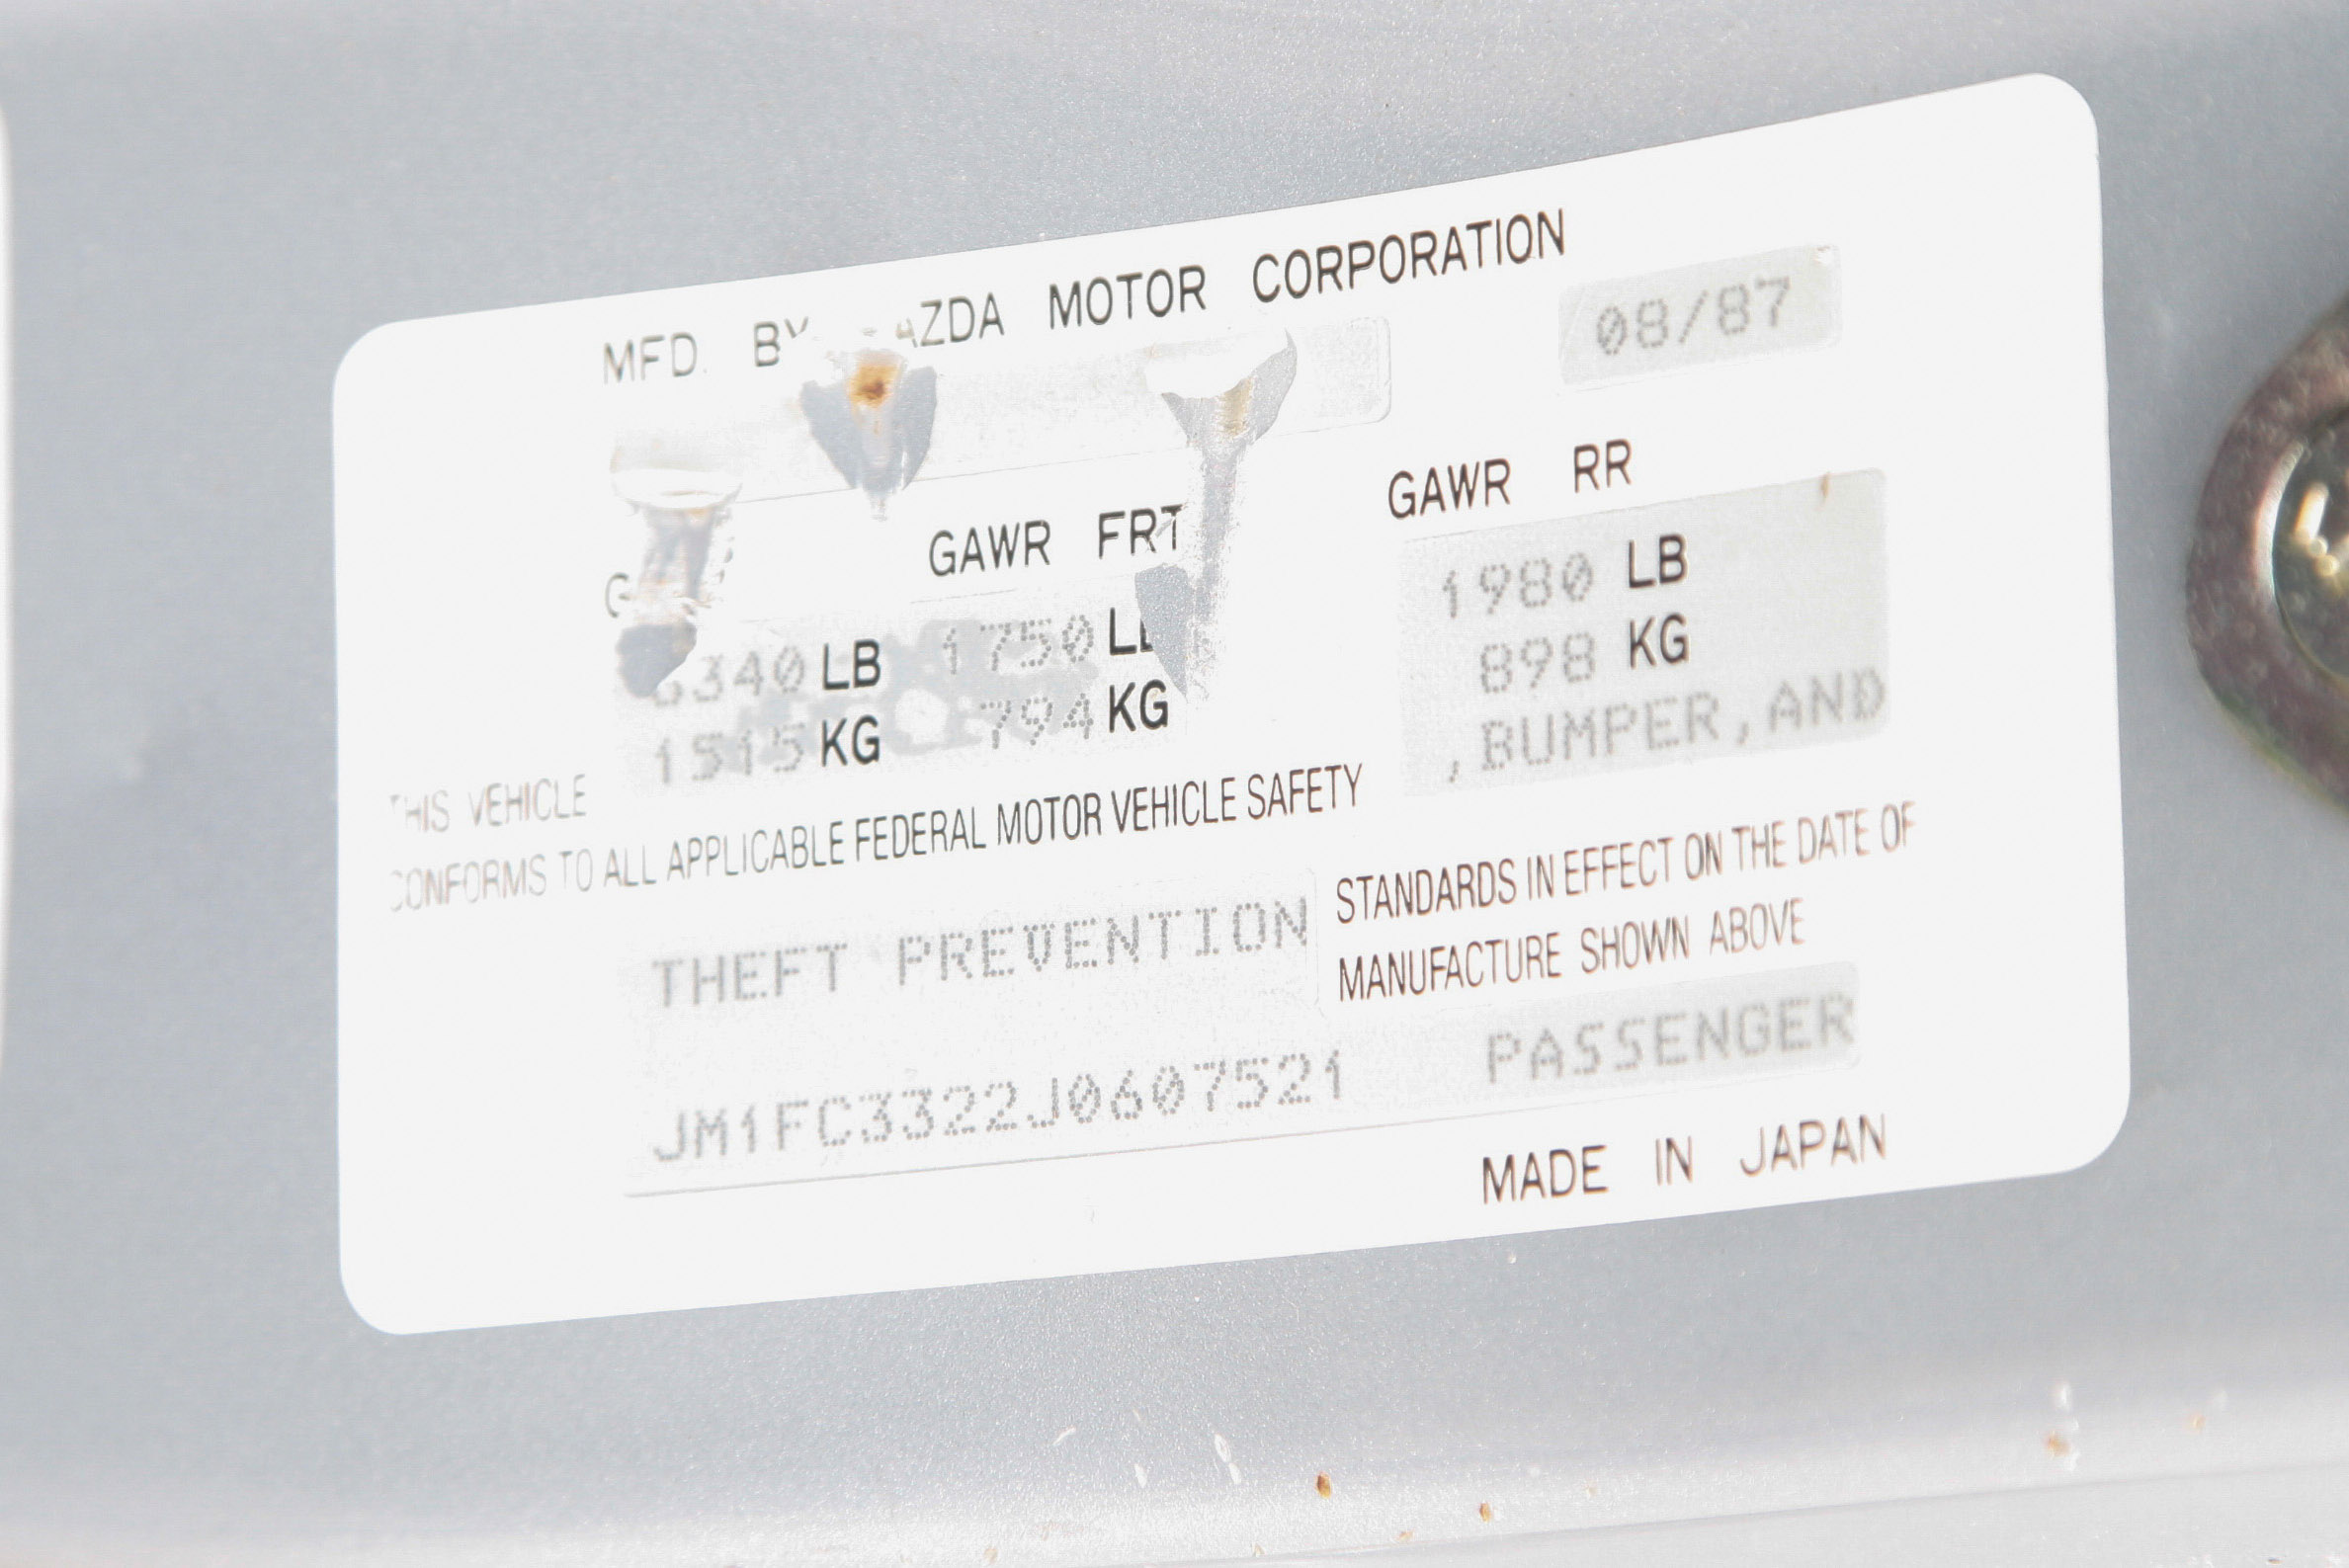 MFD. BY MAZDA MOTOR CORPORATION
08/87
GAWR FRT GAWR RR
3340 LB 1750 LB 1980 LB
1515 KG 794 KG 898 KG
THIS VEHICLE ,BUMPER,AND
CONFORMS TO ALL APPLICABLE FEDERAL MOTOR VEHICLE SAFETY
STANDARDS IN EFFECT ON THE DATE OF
THEFT PREVENTION MANUFACTURE SHOWN ABOVE
JM1FC3322J0607521 PASSENGER
MADE IN JAPAN